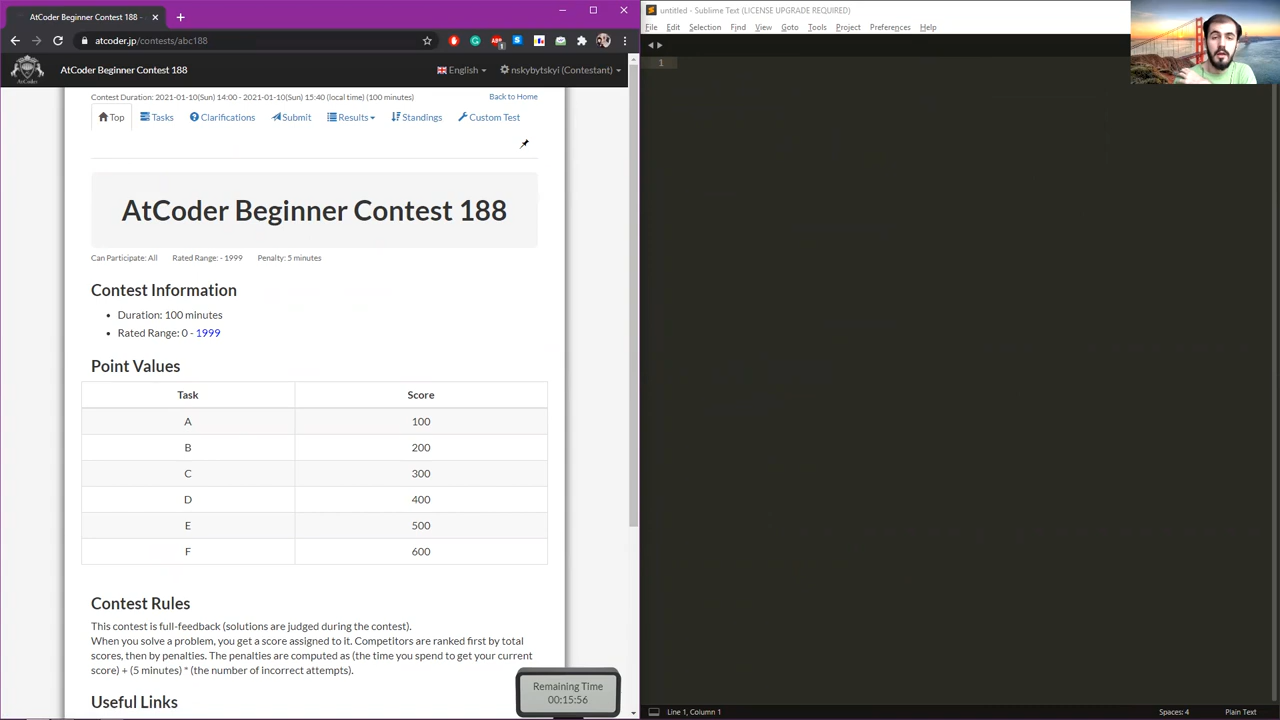 AtCoder Beginner Contest 188 -
atcoder.jp/contests/abc188
AtCoder
AtCoder Beginner Contest 188
English
nskybytskyi (Contestant)
Contest Duration: 2021-01-10(Sun) 14:00 - 2021-01-10(Sun) 15:40 (local time) (100 minutes)
Back to Home
Top
Tasks
Clarifications
Submit
Results
Standings
Custom Test
AtCoder Beginner Contest 188
Can Participate: All
Rated Range: - 1999
Penalty: 5 minutes
Contest Information
• Duration: 100 minutes
• Rated Range: 0 - 1999
Point Values
Task Score
A 100
B 200
C 300
D 400
E 500
F 600
Contest Rules
This contest is full-feedback (solutions are judged during the contest).
When you solve a problem, you get a score assigned to it. Competitors are ranked first by total
scores, then by penalties. The penalties are computed as (the time you spend to get your current
score) + (5 minutes) * (the number of incorrect attempts).
Useful Links
Remaining Time
00:15:56
untitled - Sublime Text (LICENSE UPGRADE REQUIRED)
File Edit Selection Find View Goto Tools Project Preferences Help
1
Line 1, Column 1
Spaces: 4
Plain Text